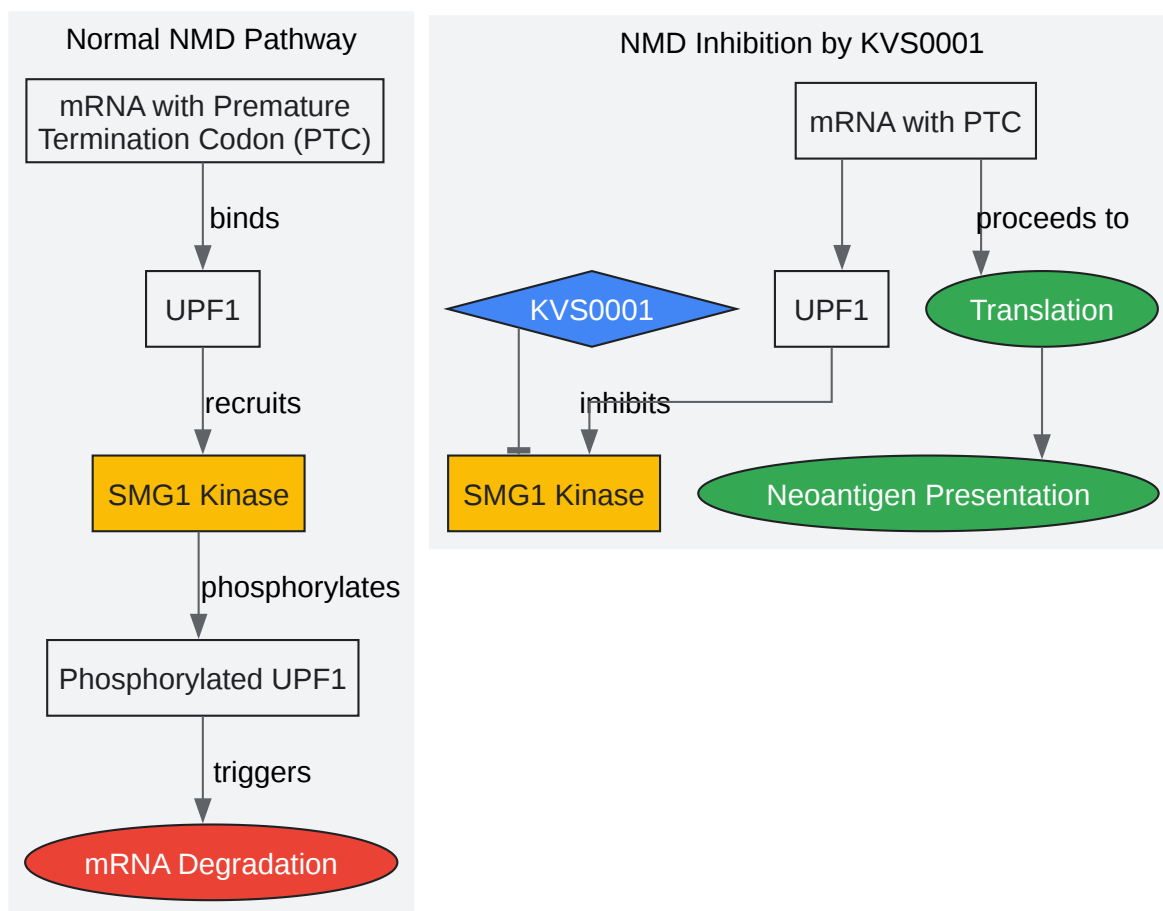 Normal NMD Pathway
mRNA with Premature
Termination Codon (PTC)
binds
UPF1
recruits
SMG1 Kinase
phosphorylates
Phosphorylated UPF1
triggers
mRNA Degradation
NMD Inhibition by KVS0001
mRNA with PTC
proceeds to
KVS0001
UPF1
Translation
inhibits
SMG1 Kinase
Neoantigen Presentation